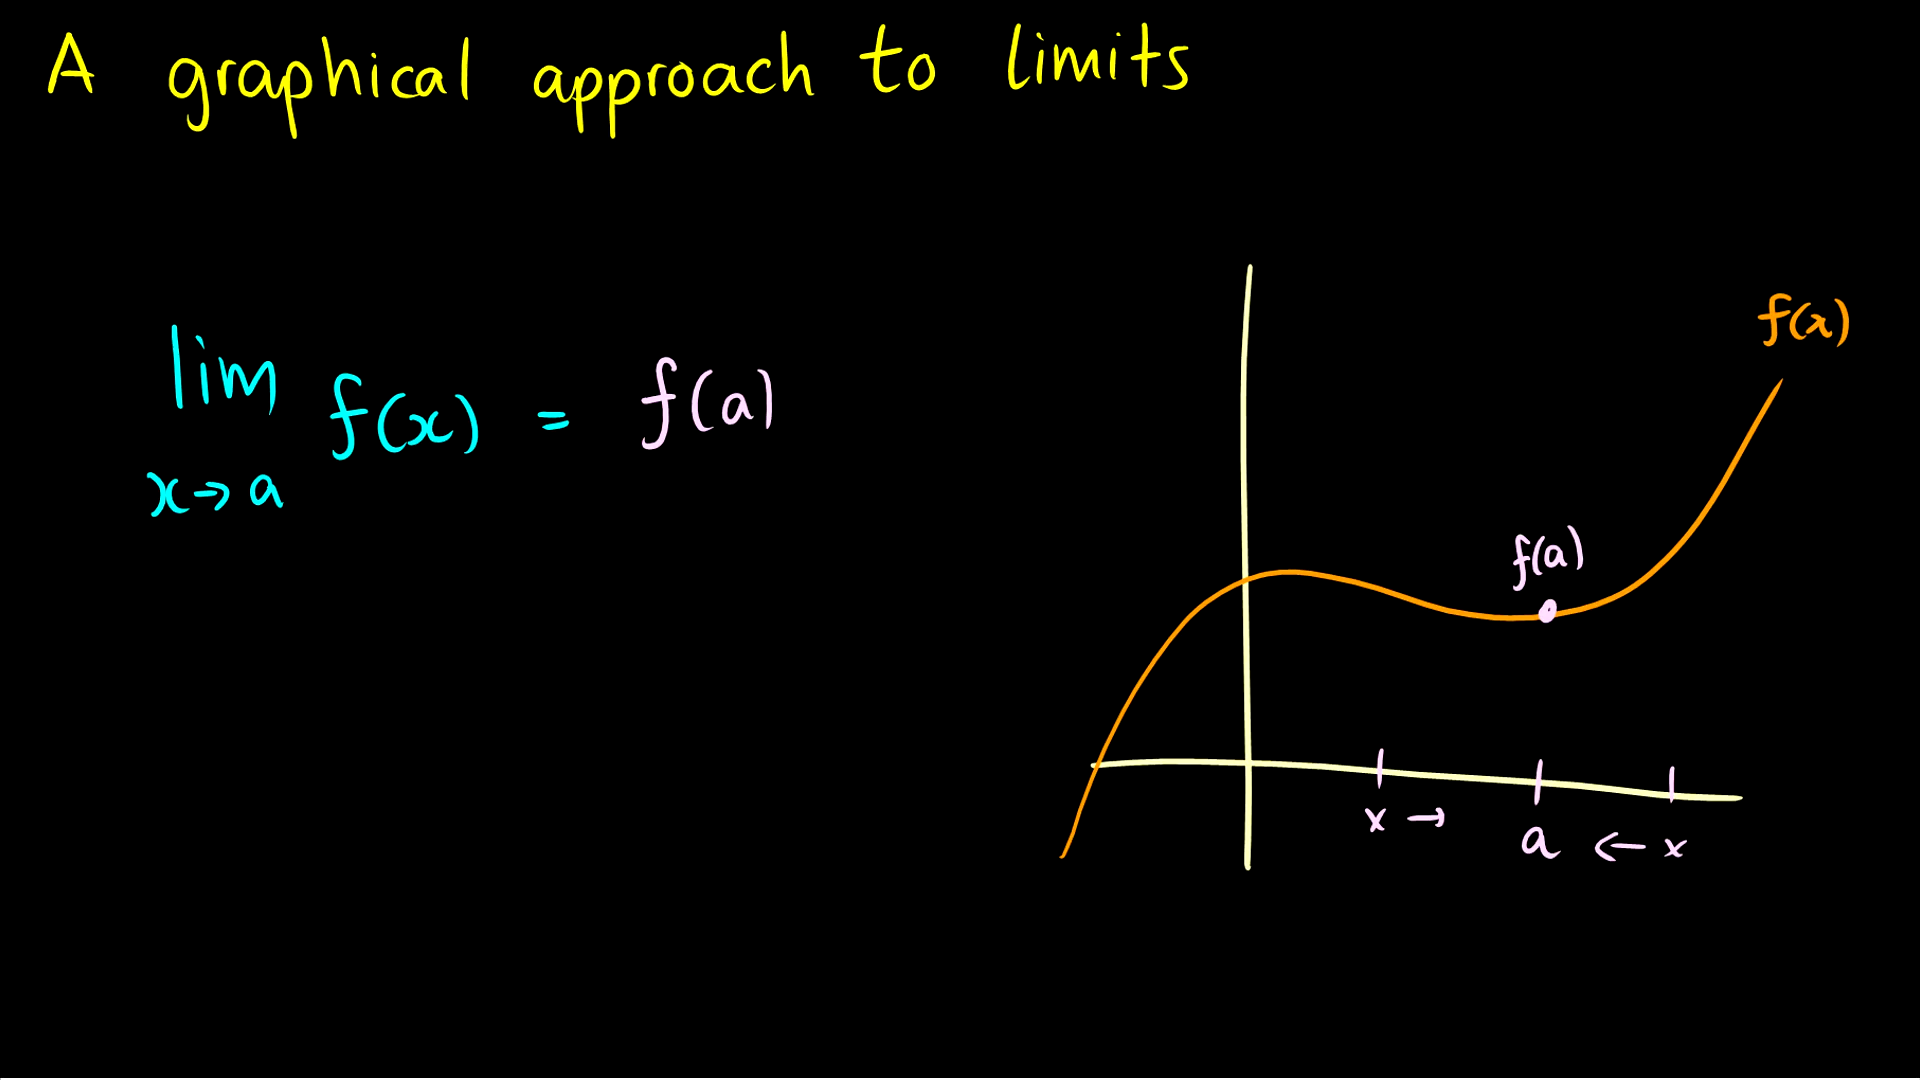 A graphical approach to limits
lim f(x) = f(a)
x→a
f(x)
f(a)
x → a ← x